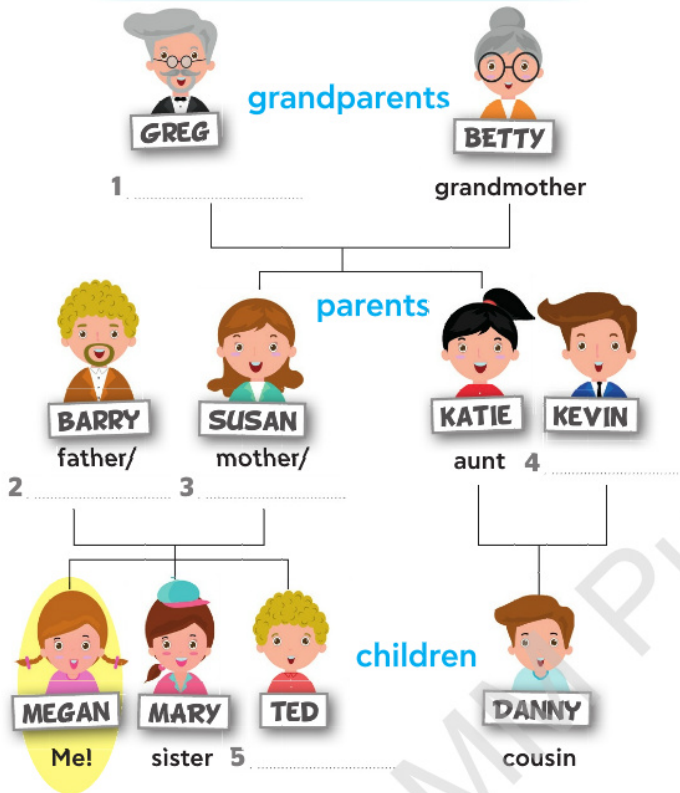 grandparents
GREG
BETTY
1
grandmother
parents
BARRY
SUSAN
KATIE
KEVIN
father/
mother/
aunt
4
2
3
children
MEGAN
MARY
TED
DANNY
Me!
sister
5
cousin